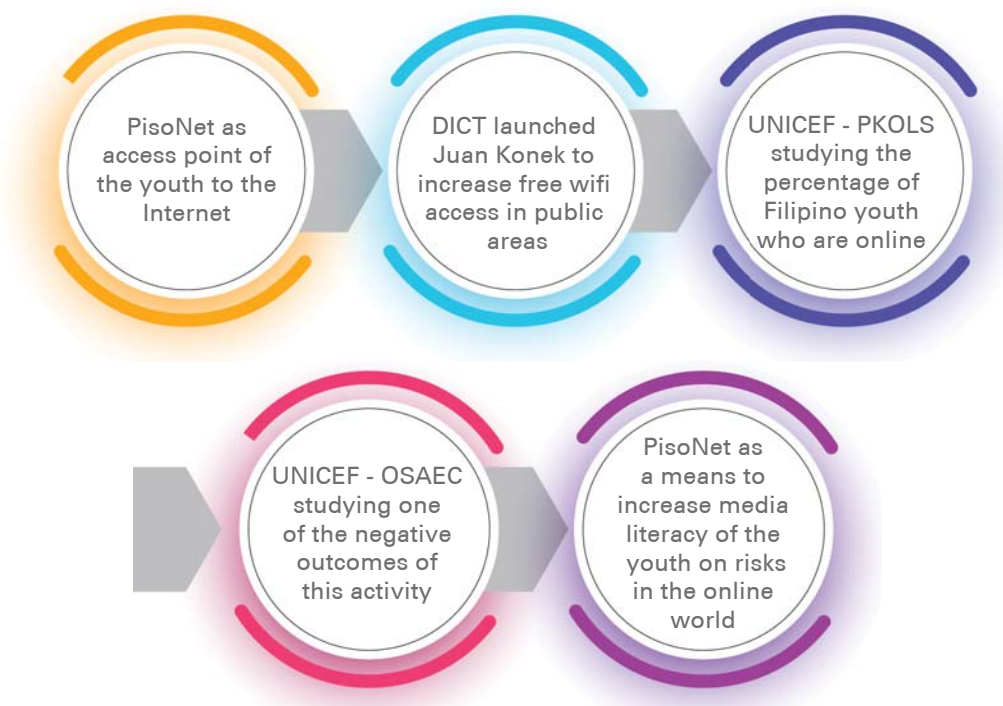 PisoNet as
access point of
the youth to the
Internet
DICT launched
Juan Konek to
increase free wifi
access in public
areas
UNICEF - PKOLS
studying the
percentage of
Filipino youth
who are online
UNICEF - OSAEC
studying one
of the negative
outcomes of
this activity
PisoNet as
a means to
increase media
literacy of the
youth on risks
in the online
world